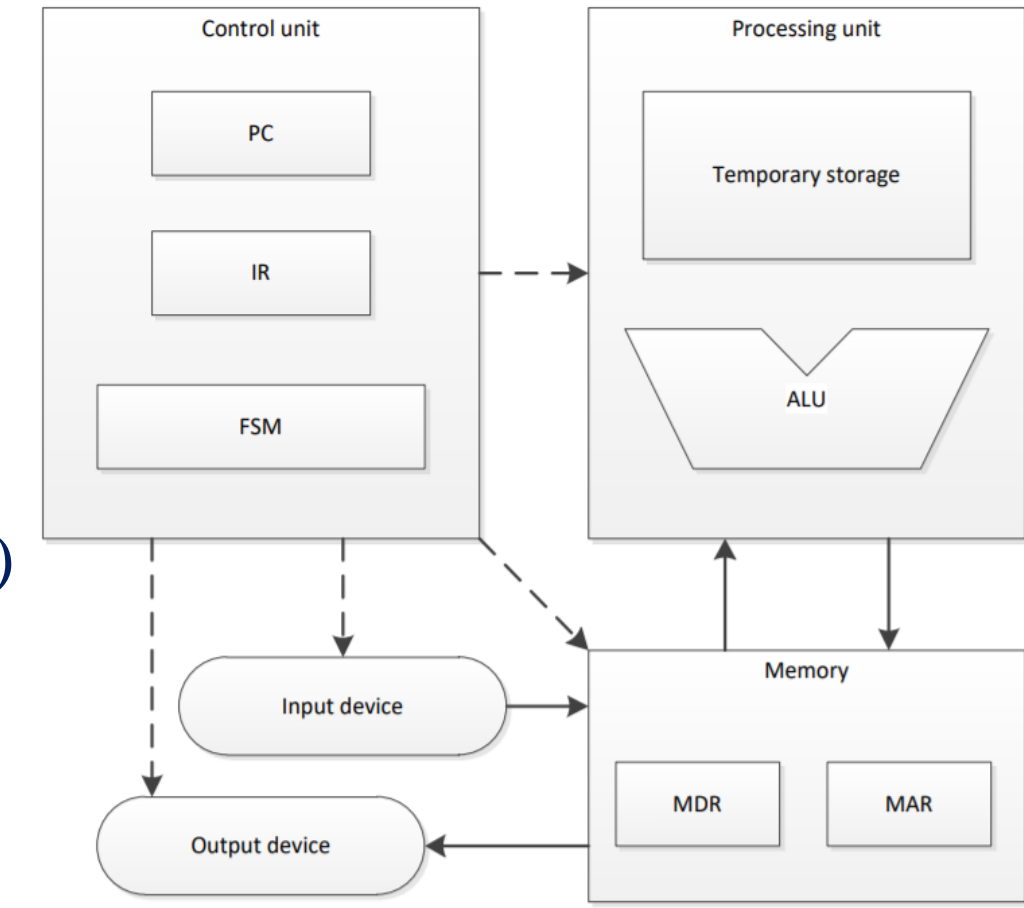 Control unit
PC
IR
FSM
Processing unit
Temporary storage
ALU
)
Input device
Output device
Memory
MDR
MAR